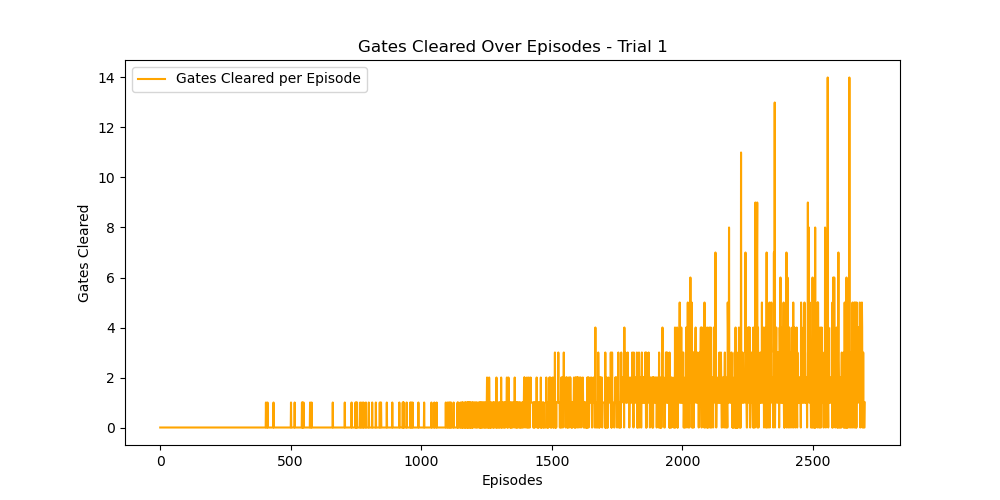 Gates Cleared Over Episodes - Trial 1
Gates Cleared per Episode
14
12
10
8
6
4
2
0
Gates Cleared
0 500 1000 1500 2000 2500
Episodes